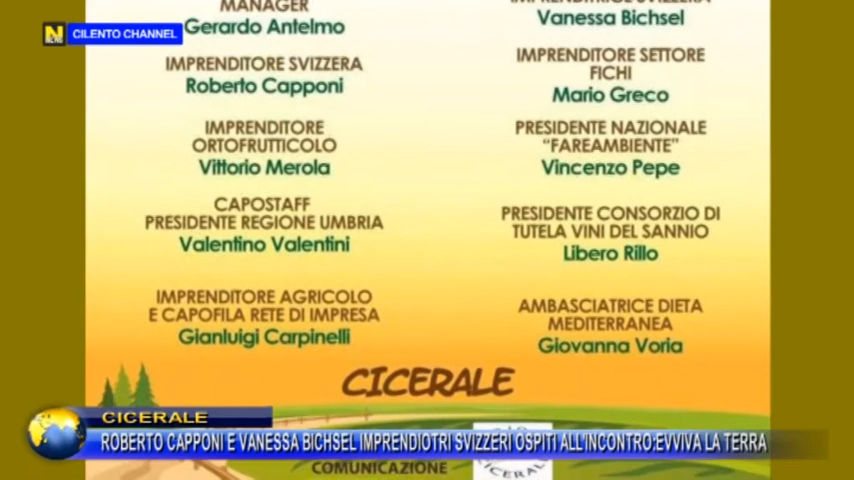 CILENTO CHANNEL
MANAGER
Gerardo Antelmo
IMPRENDITORE SVIZZERA
Roberto Capponi
IMPRENDITORE
ORTOFRUTTICOLO
Vittorio Merola
CAPOSTAFF
PRESIDENTE REGIONE UMBRIA
Valentino Valentini
IMPRENDITORE AGRICOLO
E CAPOFILA RETE DI IMPRESA
Gianluigi Carpinelli
IMPRENDITRICE SVIZZERA
Vanessa Bichsel
IMPRENDITORE SETTORE
FICHI
Mario Greco
PRESIDENTE NAZIONALE
"FAREAMBIENTE"
Vincenzo Pepe
PRESIDENTE CONSORZIO DI
TUTELA VINI DEL SANNIO
Libero Rillo
AMBASCIATRICE DIETA
MEDITERRANEA
Giovanna Voria
CICERALE
CICERALE
ROBERTO CAPPONI E VANESSA BICHSEL IMPRENDIOTRI SVIZZERI OSPITI ALL'INCONTRO:EVVIVA LA TERRA
COMUNICAZIONE
CICERALE